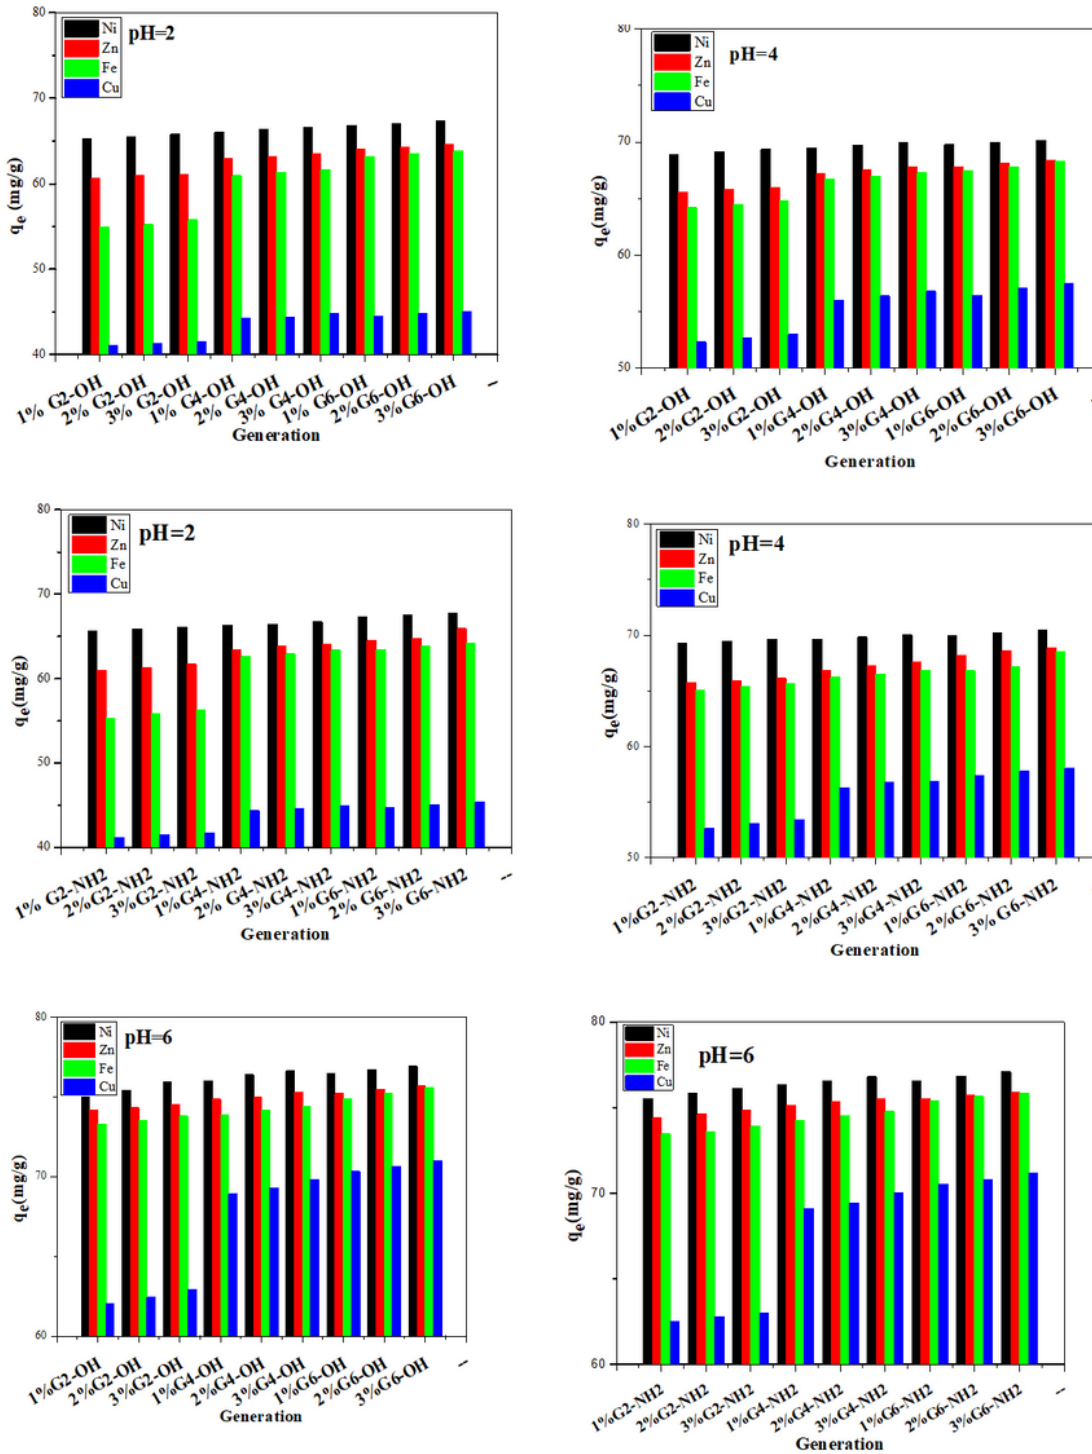 80
70
60
50
40
qe (mg/g)
Ni
Zn
Fe
Cu
pH=2
1% G2-OH
2% G2-OH
3% G2-OH
1% G4-OH
2% G4-OH
3% G4-OH
1% G6-OH
2%G6-OH
3%G6-OH
--
Generation
80
70
60
50
qe(mg/g)
Ni
Zn
Fe
Cu
pH=4
1%G2-OH
2%G2-OH
3%G2-OH
1%G4-OH
2%G4-OH
3%G4-OH
1%G6-OH
2%G6-OH
3%G6-OH
Generation
80
70
60
50
40
qe(mg/g)
Ni
Zn
Fe
Cu
pH=2
1% G2-NH2
2%G2-NH2
3%G2-NH2
1%G4-NH2
2% G4-NH2
3%G4-NH2
1%G6-NH2
2% G6-NH2
3% G6-NH2
--
Generation
80
70
60
50
qe(mg/g)
Ni
Zn
Fe
Cu
pH=4
1%G2-NH2
2%G2-NH2
3%G2-NH2
1%G4-NH2
2%G4-NH2
3%G4-NH2
1%G6-NH2
2%G6-NH2
3% G6-NH2
Generation
80
70
60
qe(mg/g)
Ni
Zn
Fe
Cu
pH=6
1%G2-OH
2%G2-OH
3%G2-OH
1%G4-OH
2%G4-OH
3%G4-OH
1%G6-OH
2%G6-OH
3%G6-OH
--
Generation
80
70
60
qe(mg/g)
Ni
Zn
Fe
Cu
pH=6
1%G2-NH2
2%G2-NH2
3%G2-NH2
1%G4-NH2
2%G4-NH2
3%G4-NH2
1%G6-NH2
2%G6-NH2
3%G6-NH2
--
Generation